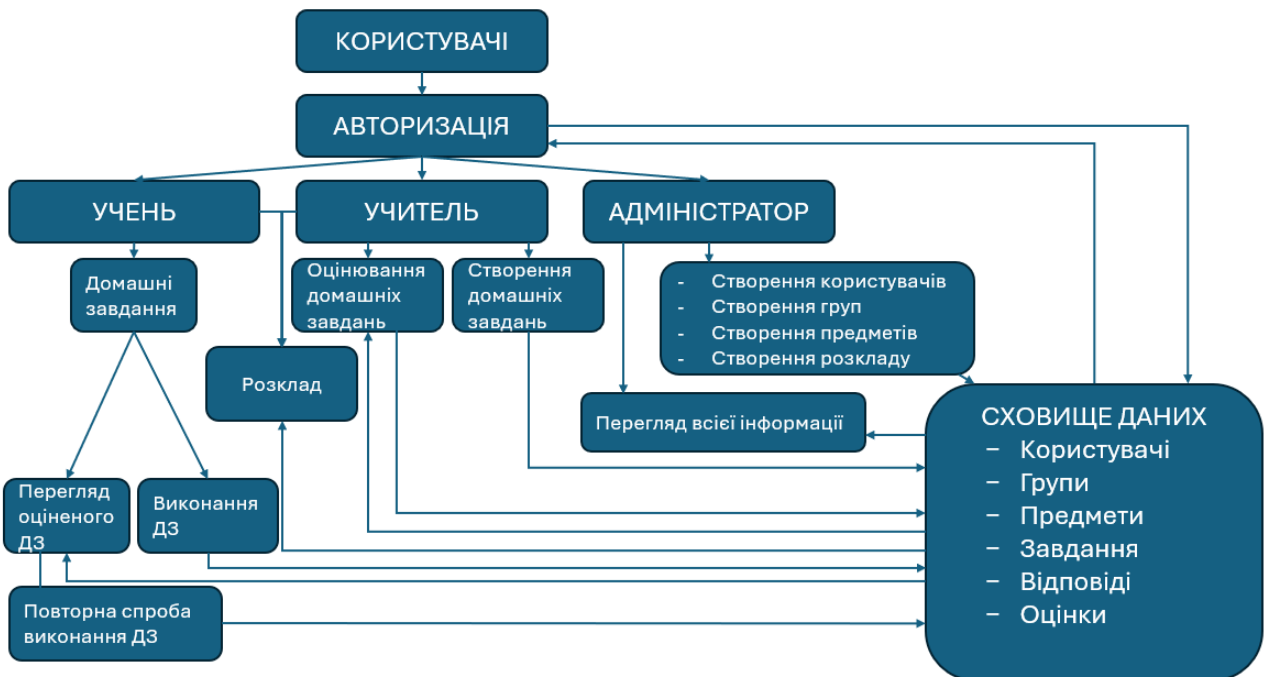 КОРИСТУВАЧІ
АВТОРИЗАЦІЯ
УЧЕНЬ
УЧИТЕЛЬ
АДМІНІСТРАТОР
Домашні
завдання
Оцінювання
домашніх
завдань
Створення
домашніх
завдань
- Створення користувачів
- Створення груп
- Створення предметів
- Створення розкладу
Розклад
Перегляд всієї інформації
СХОВИЩЕ ДАНИХ
– Користувачі
– Групи
– Предмети
– Завдання
– Відповіді
– Оцінки
Перегляд
оціненого
ДЗ
Виконання
ДЗ
Повторна спроба
виконання ДЗ